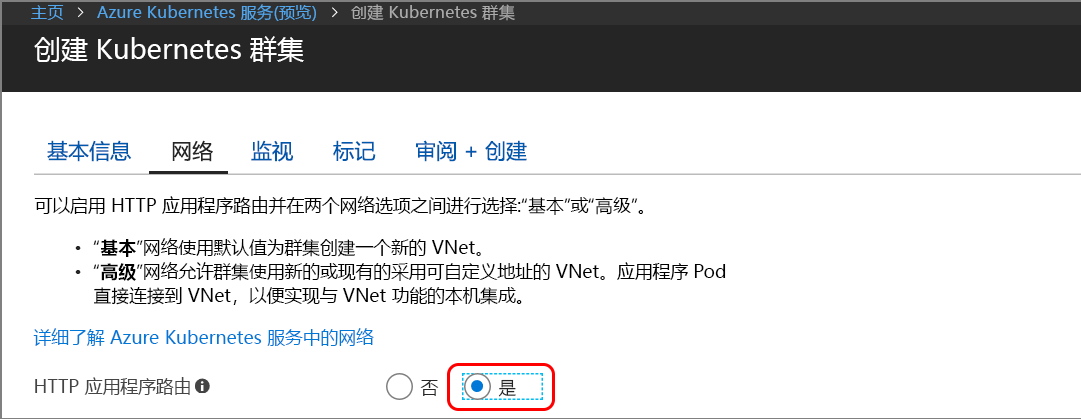 主页 > Azure Kubernetes 服务(预览) > 创建 Kubernetes 群集
创建 Kubernetes 群集
基本信息 网络 监视 标记 审阅 + 创建
可以启用 HTTP 应用程序路由并在两个网络选项之间进行选择:“基本”或“高级”。
• “基本”网络使用默认值为群集创建一个新的 VNet。
• “高级”网络允许群集使用新的或现有的采用可自定义地址的 VNet。应用程序 Pod
直接连接到 VNet，以便实现与 VNet 功能的本机集成。
详细了解 Azure Kubernetes 服务中的网络
HTTP 应用程序路由 否 是